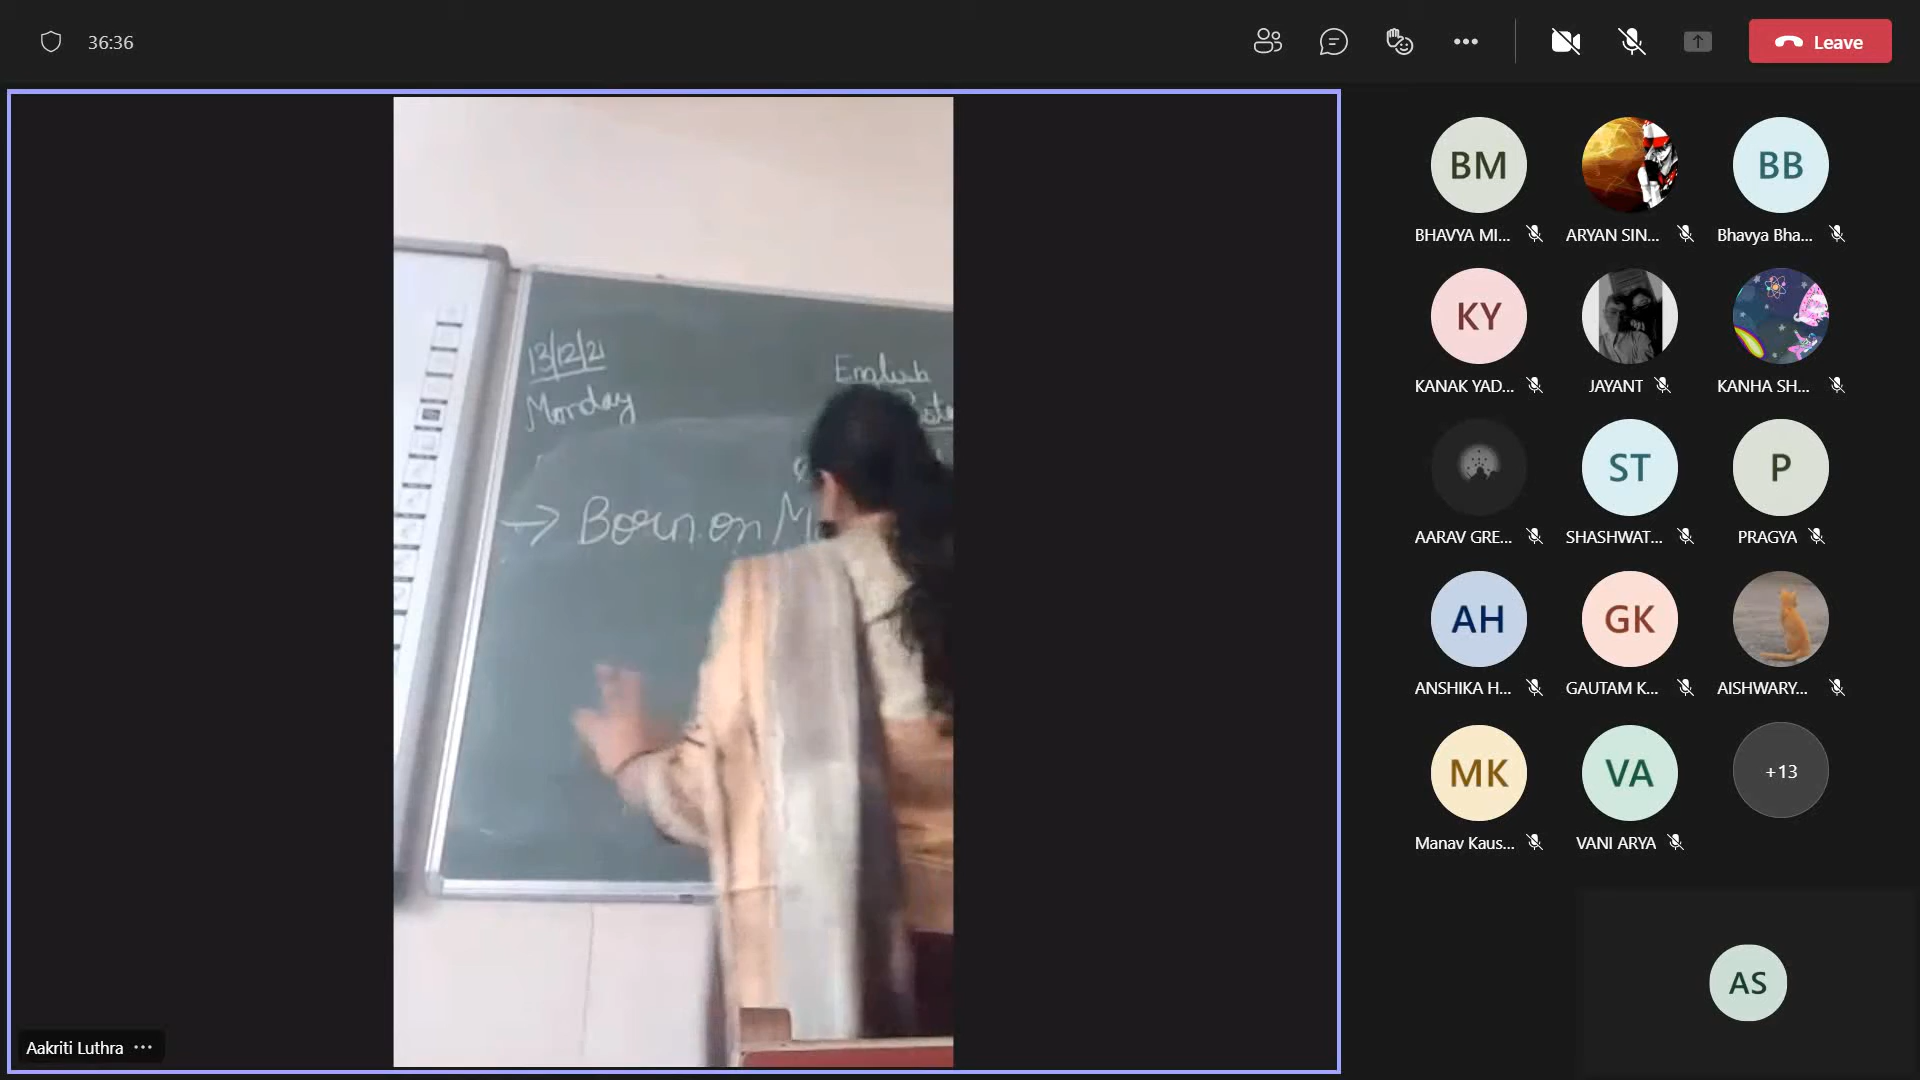 36:36
Leave
13/12/21
Monday
English
→ Born on
BM
BHAVYA MI...
ARYAN SIN...
BB
Bhavya Bha...
KY
KANAK YAD...
JAYANT
KANHA SH...
AARAV GRE...
ST
SHASHWAT...
P
PRAGYA
AH
ANSHIKA H...
GK
GAUTAM K...
AISHWARY...
MK
Manav Kaus...
VA
VANI ARYA
+13
AS
Aakriti Luthra